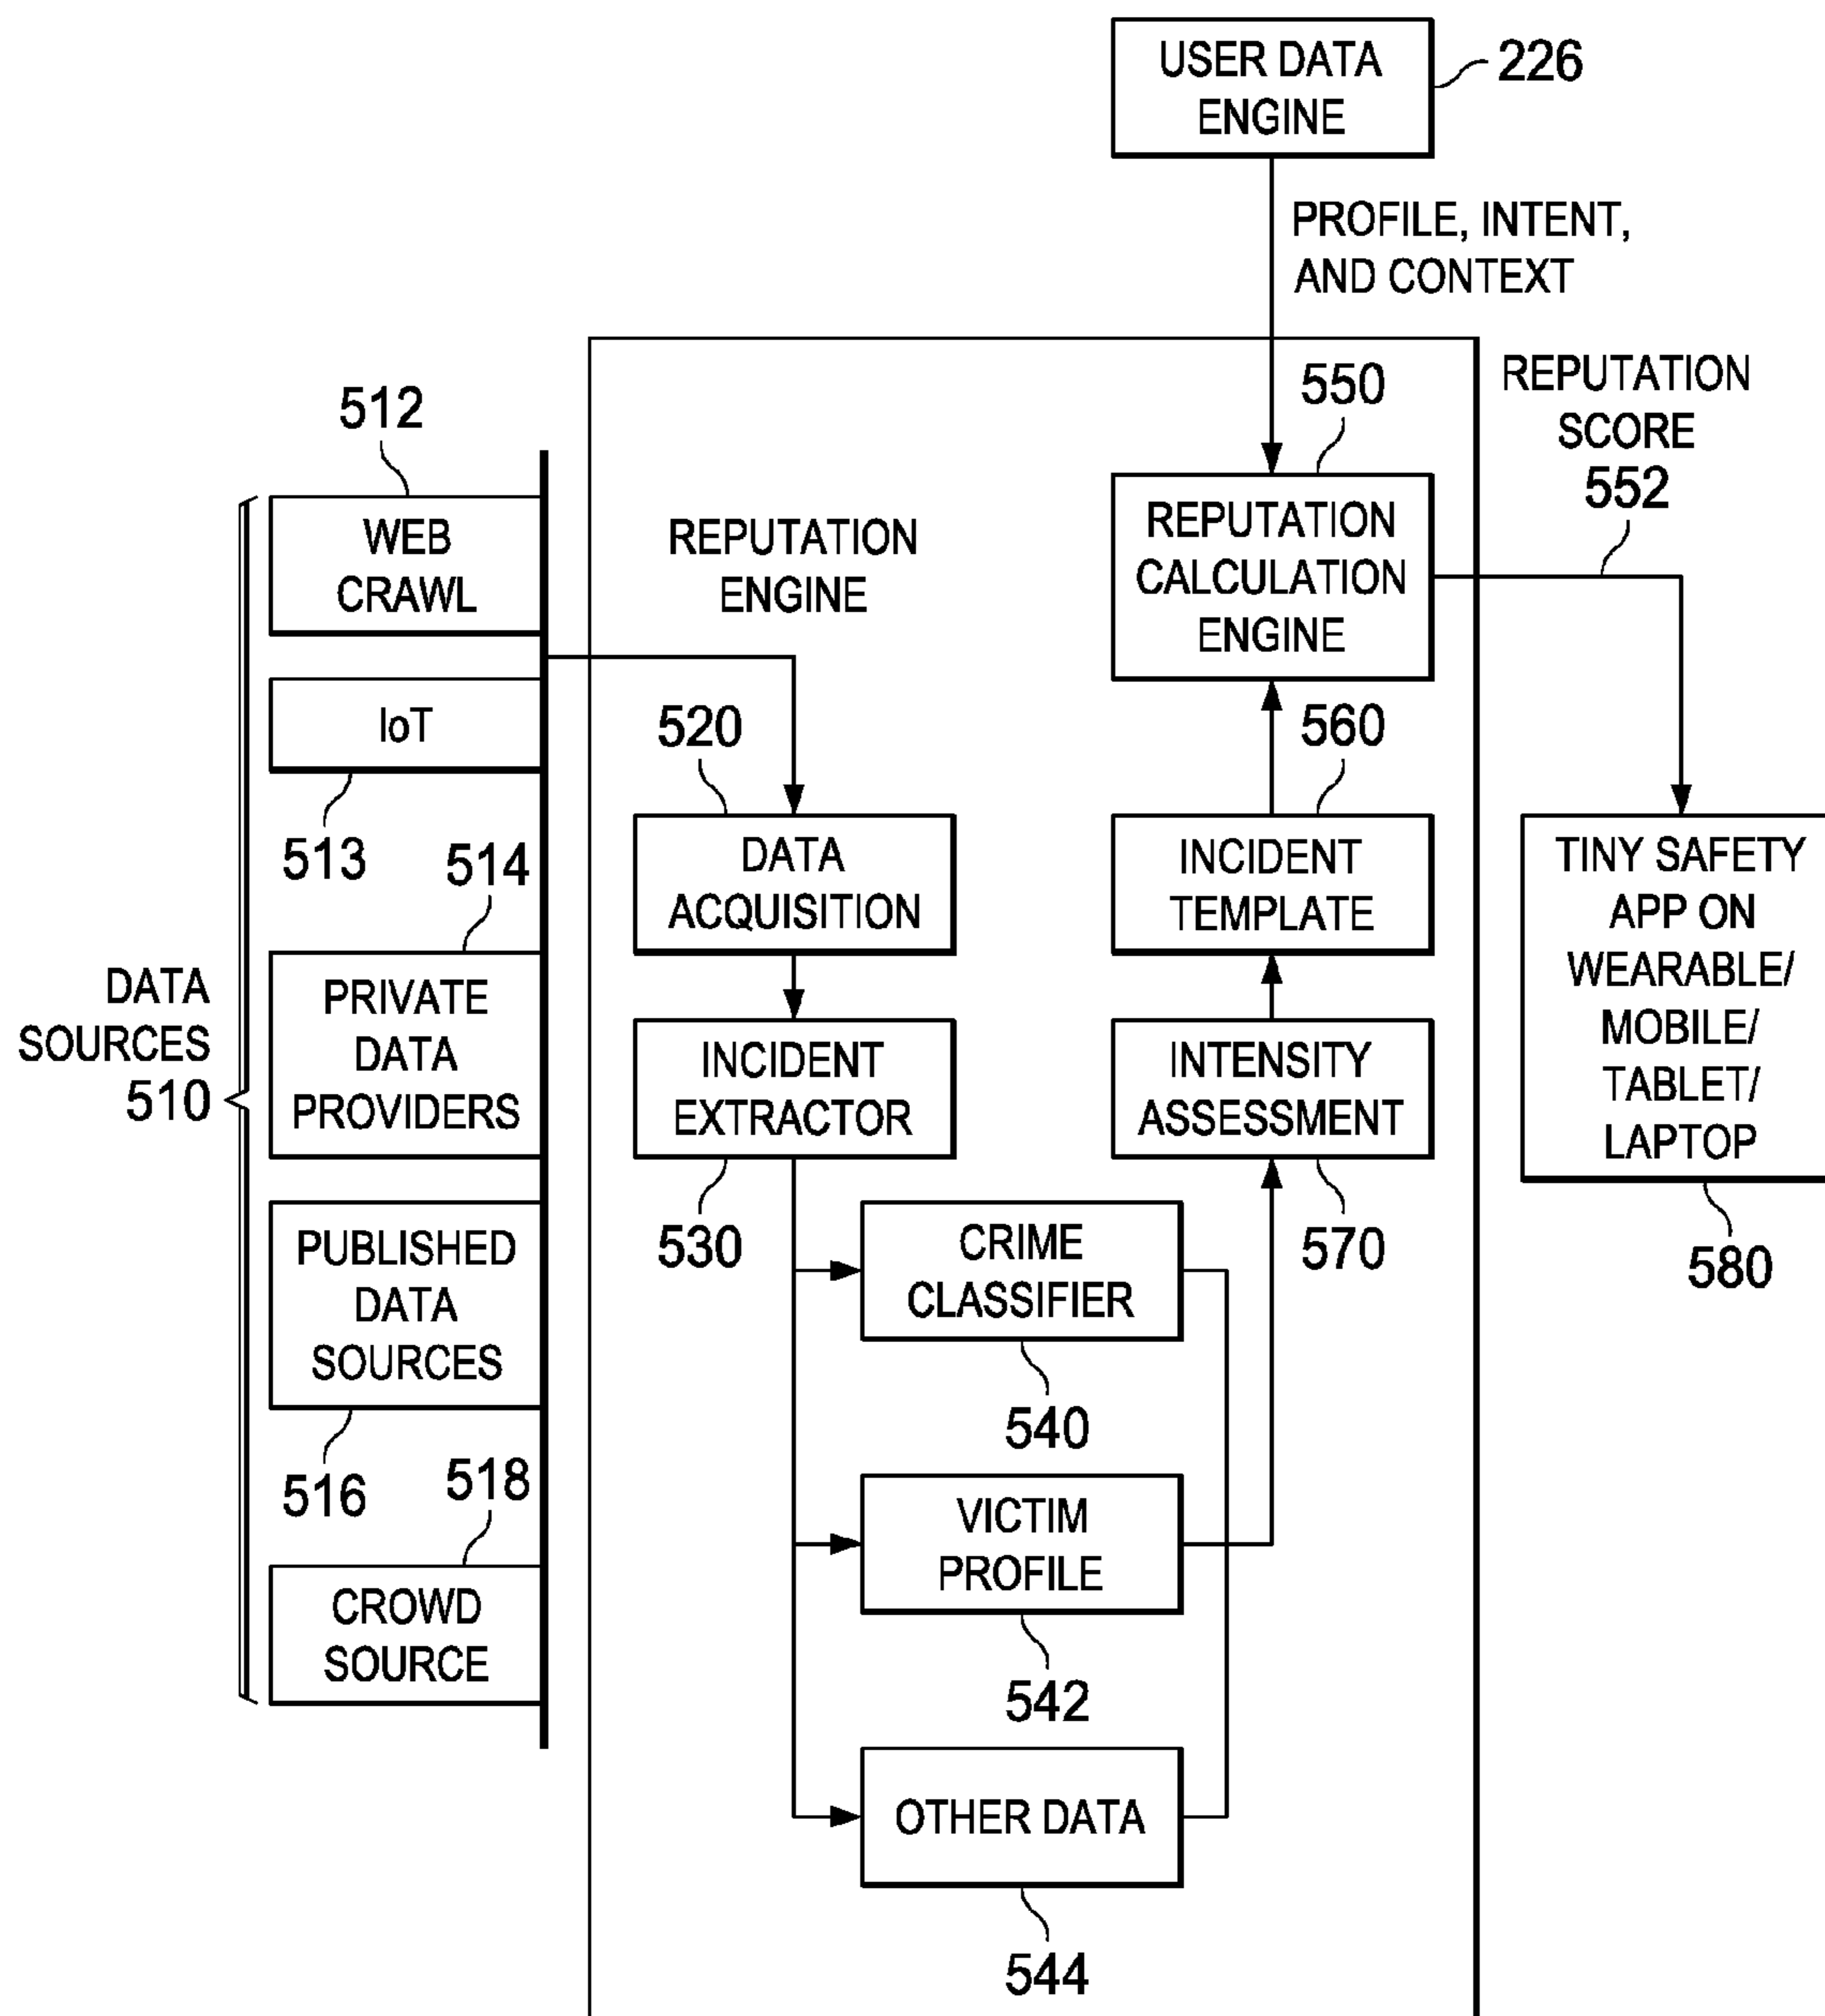 USER DATA
ENGINE
226
PROFILE, INTENT,
AND CONTEXT
REPUTATION
SCORE
552
550
REPUTATION
CALCULATION
ENGINE
REPUTATION
ENGINE
512
WEB
CRAWL
IoT
513
514
PRIVATE
DATA
PROVIDERS
DATA
SOURCES
510
PUBLISHED
DATA
SOURCES
516
518
CROWD
SOURCE
520
DATA
ACQUISITION
INCIDENT
EXTRACTOR
530
560
INCIDENT
TEMPLATE
INTENSITY
ASSESSMENT
570
TINY SAFETY
APP ON
WEARABLE/
MOBILE/
TABLET/
LAPTOP
580
CRIME
CLASSIFIER
540
VICTIM
PROFILE
542
OTHER DATA
544